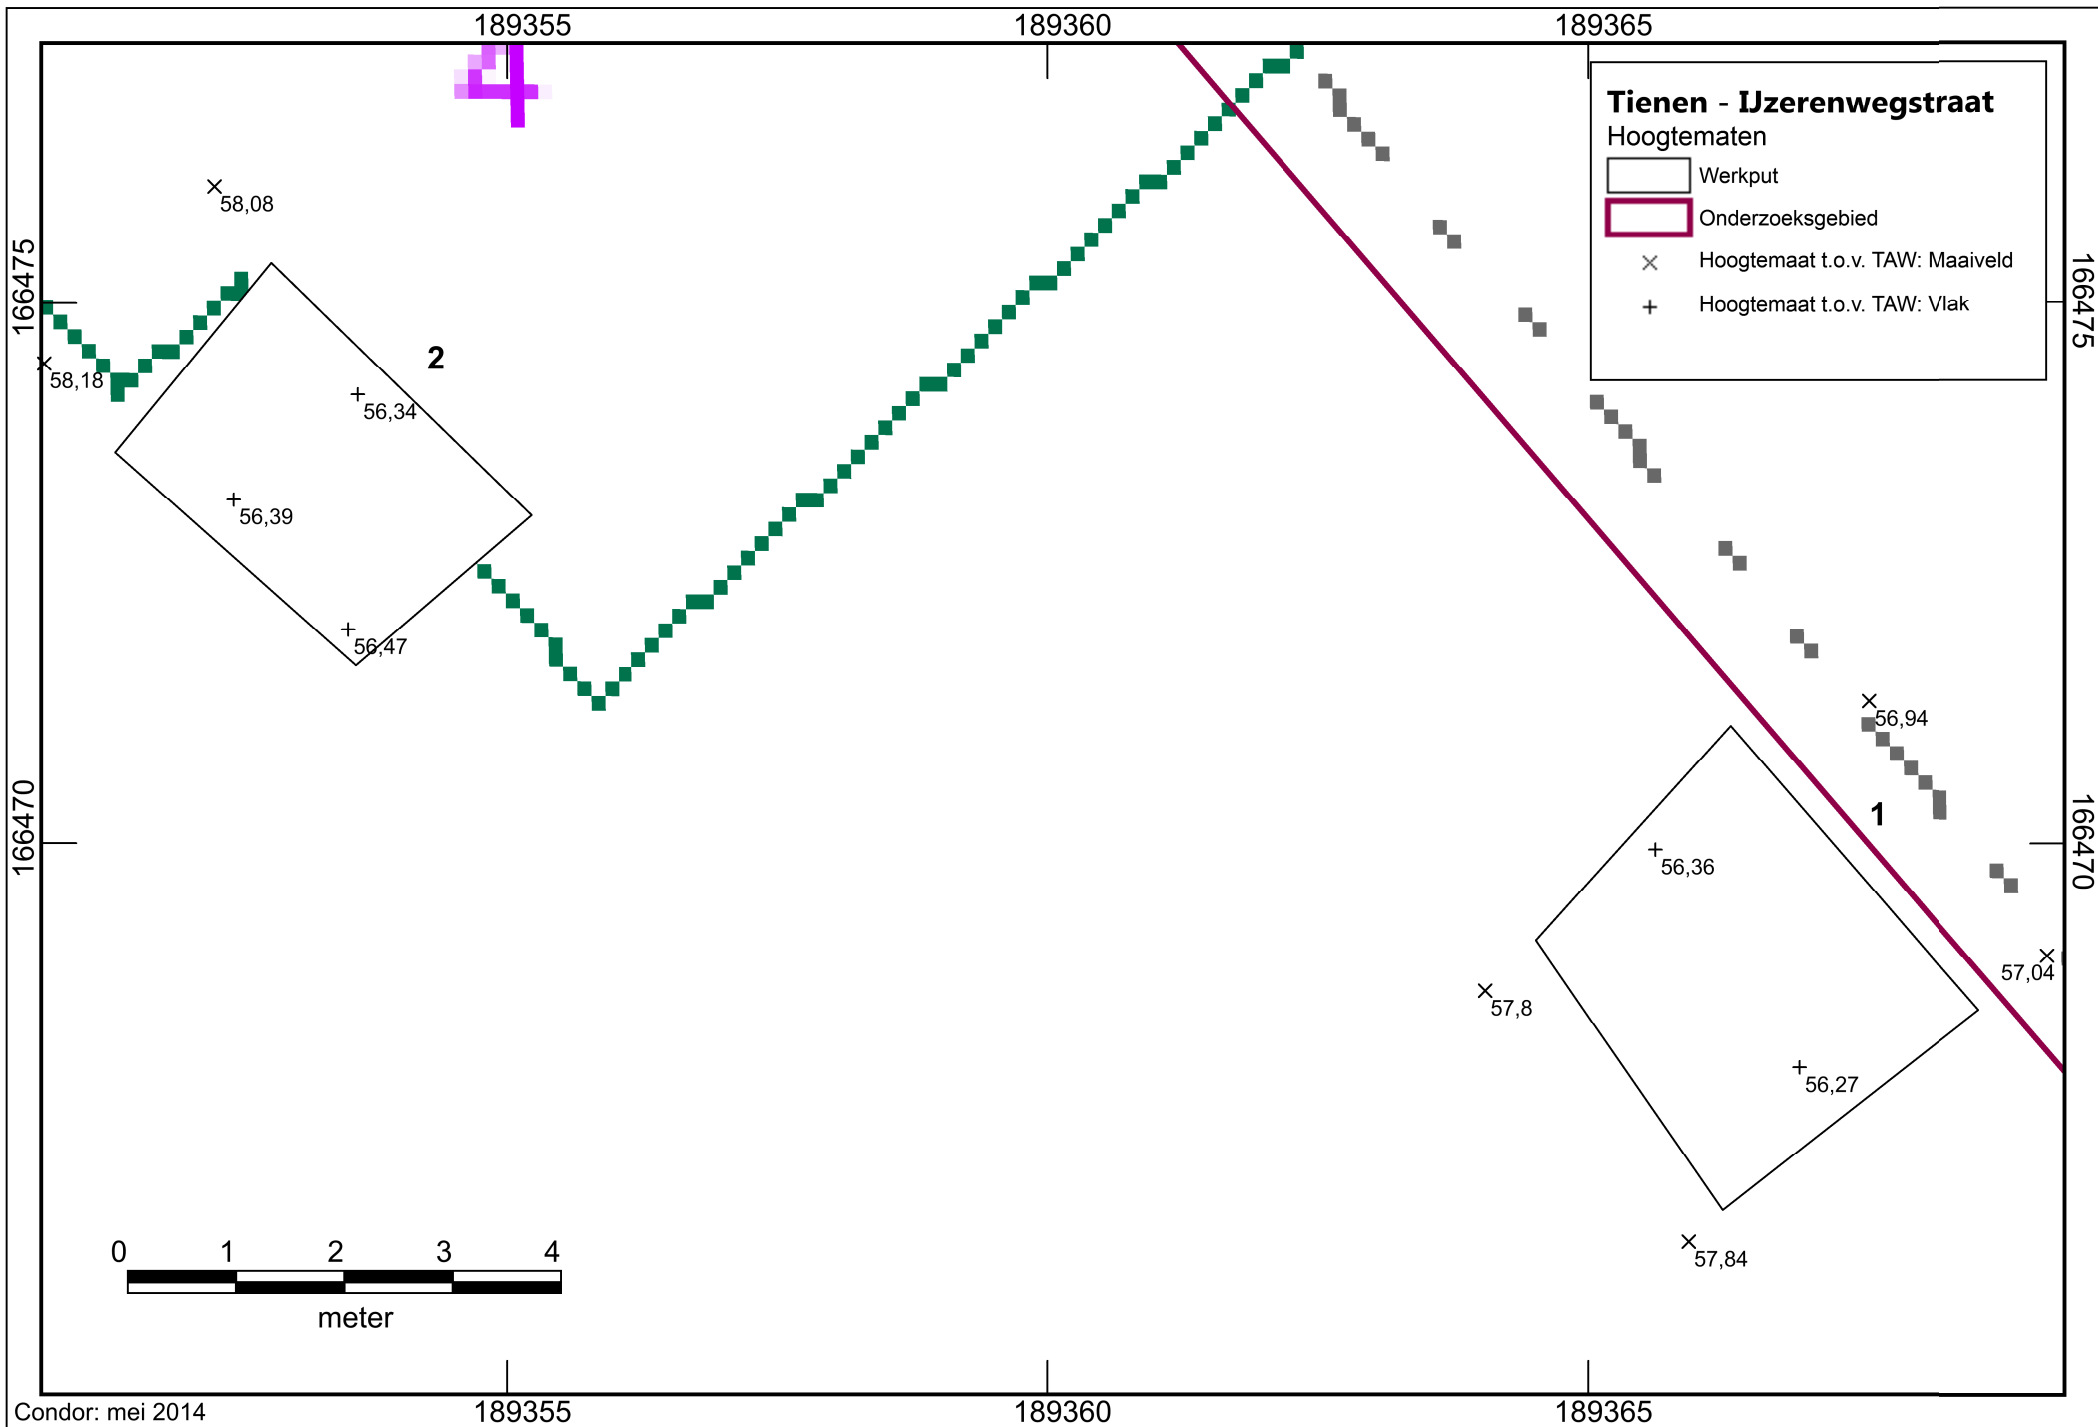 189355
189360
189365
4
Tienen - IJzerenwegstraat
Hoogtematen
Werkput
Onderzoeksgebied
Hoogtemaat t.o.v. TAW: Maaiveld
Hoogtemaat t.o.v. TAW: Vlak
58,08
166475
166475
58,18
2
56,34
56,39
56,47
56,94
166470
1
166470
56,36
57,04
57,8
56,27
57,84
0 1 2 3 4
meter
Condor: mei 2014
189355
189360
189365